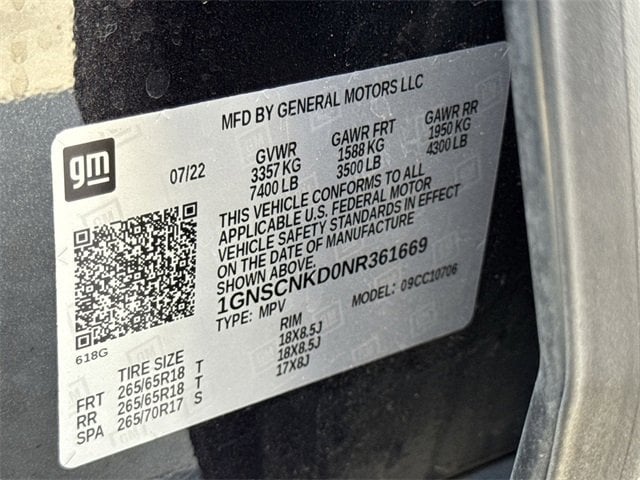 MFD BY GENERAL MOTORS LLC
gm
07/22
GVWR GAWR FRT GAWR RR
3357 KG 1588 KG 1950 KG
7400 LB 3500 LB 4300 LB
THIS VEHICLE CONFORMS TO ALL
APPLICABLE U.S. FEDERAL MOTOR
VEHICLE SAFETY STANDARDS IN EFFECT
ON THE DATE OF MANUFACTURE
SHOWN ABOVE.
1GNSCNKD0NR361669
TYPE: MPV MODEL: 09CC10706
618G
TIRE SIZE RIM
FRT 265/65R18 T 18X8.5J
RR 265/65R18 T 18X8.5J
SPA 265/70R17 S 17X8J